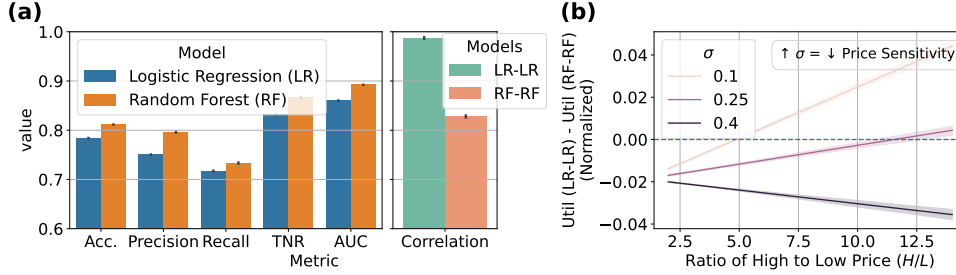 (a)
value
1.0
0.9
0.8
0.7
0.6
Model
Logistic Regression (LR)
Random Forest (RF)
Acc.
Precision
Recall
TNR
AUC
Metric
Models
LR-LR
RF-RF
Correlation
(b)
Util (LR-LR) - Util (RF-RF)
(Normalized)
0.04
0.02
0.00
−0.02
−0.04
σ
0.1
0.25
0.4
↑ σ = ↓ Price Sensitivity
2.5
5.0
7.5
10.0
12.5
Ratio of High to Low Price (H/L)